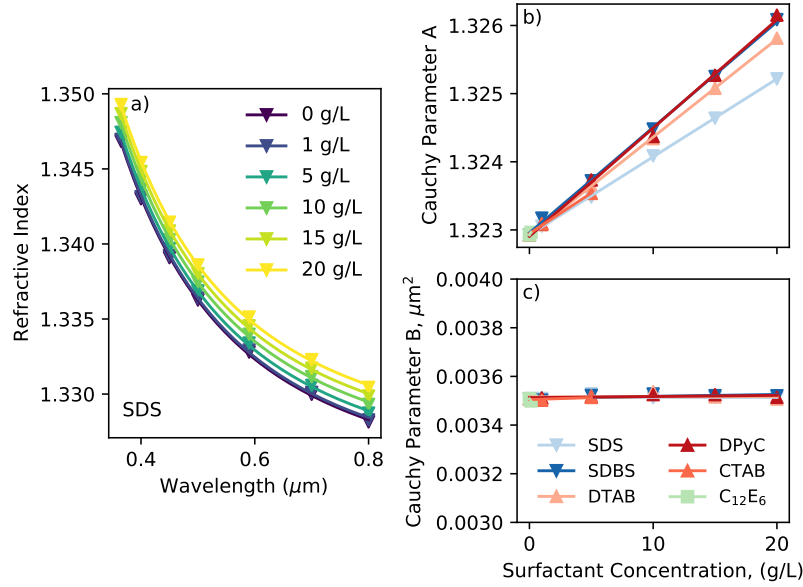 a)
1.350
1.345
1.340
1.335
1.330
Refractive Index
0 g/L
1 g/L
5 g/L
10 g/L
15 g/L
20 g/L
SDS
0.4
0.6
0.8
Wavelength (μm)
b)
1.326
1.325
1.324
1.323
Cauchy Parameter A
c)
0.0040
0.0038
0.0036
0.0034
0.0032
0.0030
Cauchy Parameter B, μm²
SDS
SDBS
DTAB
DPyC
CTAB
C₁₂E₆
0
10
20
Surfactant Concentration, (g/L)